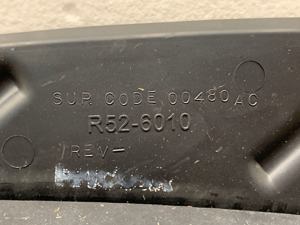 SUP. CODE 00480AC
R52-6010
REV-